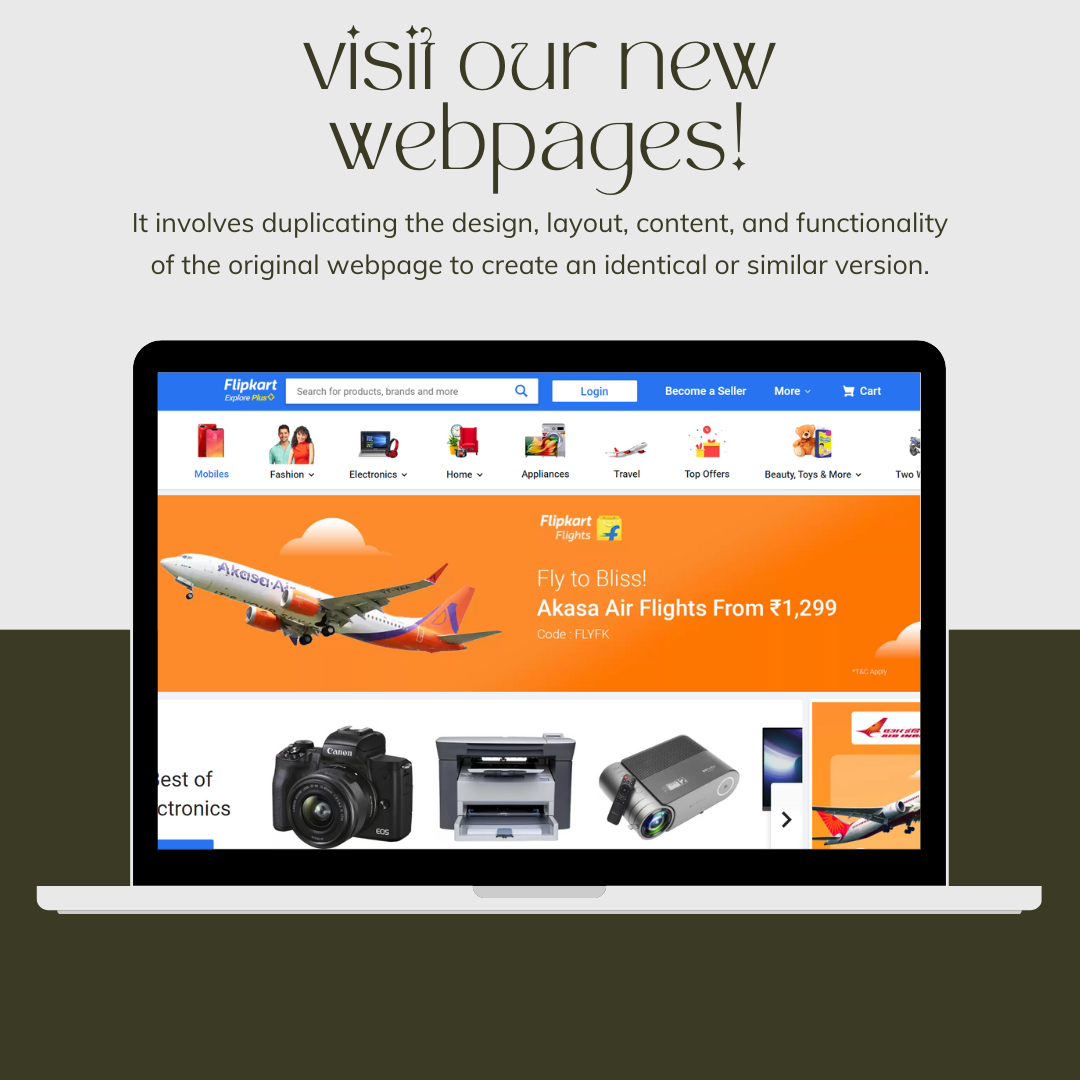 visit our new
webpages!
It involves duplicating the design, layout, content, and functionality
of the original webpage to create an identical or similar version.
Flipkart
Explore Plus
Search for products, brands and more
Login
Become a Seller
More
Cart
Mobiles
Fashion
Electronics
Home
Appliances
Travel
Top Offers
Beauty, Toys & More
Two
Flipkart
Flights
Akasa Air
Fly to Bliss!
Akasa Air Flights From ₹1,299
Code : FLYFK
*T&C Apply
est of
ctronics
Canon
EOS
AIR IN